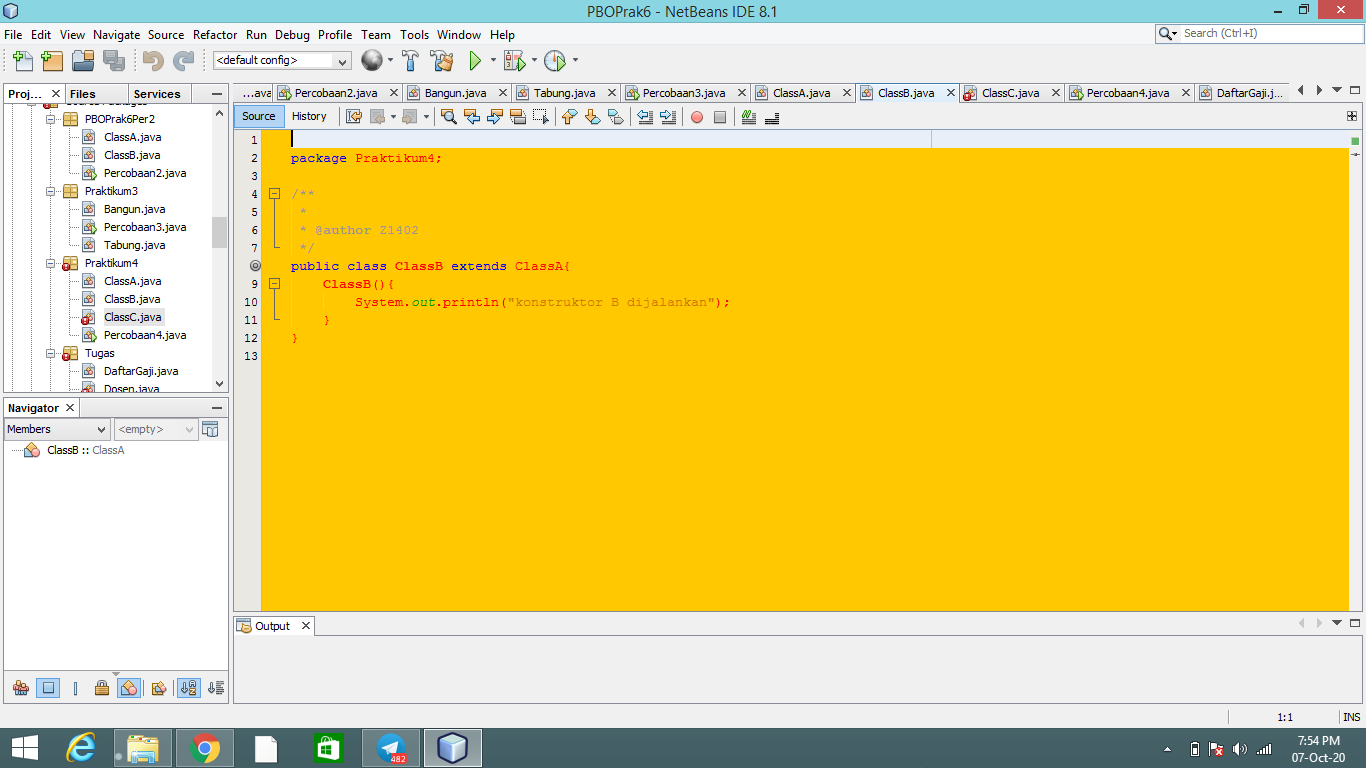 PBOPrak6 - NetBeans IDE 8.1
File Edit View Navigate Source Refactor Run Debug Profile Team Tools Window Help
Search (Ctrl+I)
<default config>
Proj... Files Services
PBOPrak6Per2
ClassA.java
ClassB.java
Percobaan2.java
Praktikum3
Bangun.java
Percobaan3.java
Tabung.java
Praktikum4
ClassA.java
ClassB.java
ClassC.java
Percobaan4.java
Tugas
DaftarGaji.java
Dosen.java
Navigator
Members <empty>
ClassB :: ClassA
...ava Percobaan2.java Bangun.java Tabung.java Percobaan3.java ClassA.java ClassB.java ClassC.java Percobaan4.java DaftarGaji.j...
Source History
1
2 package Praktikum4;
3
4 /**
5 *
6 * @author Z1402
7 */
public class ClassB extends ClassA{
9 ClassB(){
10 System.out.println("konstruktor B dijalankan");
11 }
12 }
13
Output
1:1 INS
482
7:54 PM
07-Oct-20